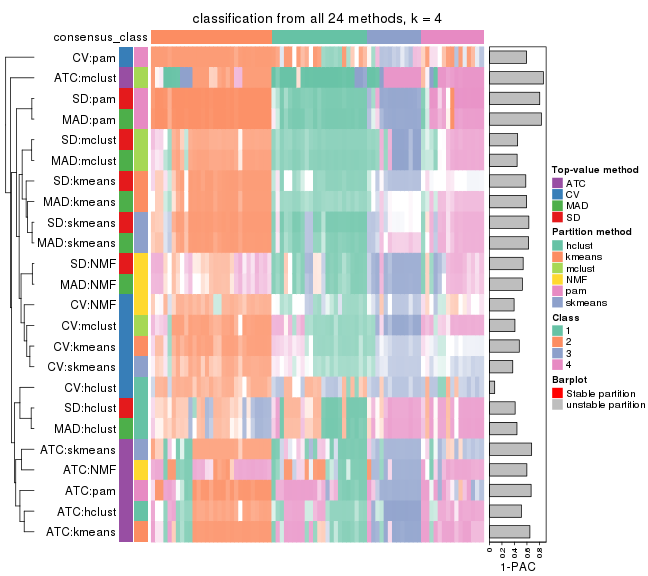 classification from all 24 methods, k = 4
consensus_class
CV:pam
ATC:mclust
SD:pam
MAD:pam
SD:mclust
MAD:mclust
SD:kmeans
MAD:kmeans
SD:skmeans
MAD:skmeans
SD:NMF
MAD:NMF
CV:NMF
CV:mclust
CV:kmeans
CV:skmeans
CV:hclust
SD:hclust
MAD:hclust
ATC:skmeans
ATC:NMF
ATC:pam
ATC:hclust
ATC:kmeans
0 0.2 0.4 0.6 0.8
1-PAC
Top-value method
ATC
CV
MAD
SD
Partition method
hclust
kmeans
mclust
NMF
pam
skmeans
Class
1
2
3
4
Barplot
Stable partition
unstable partition